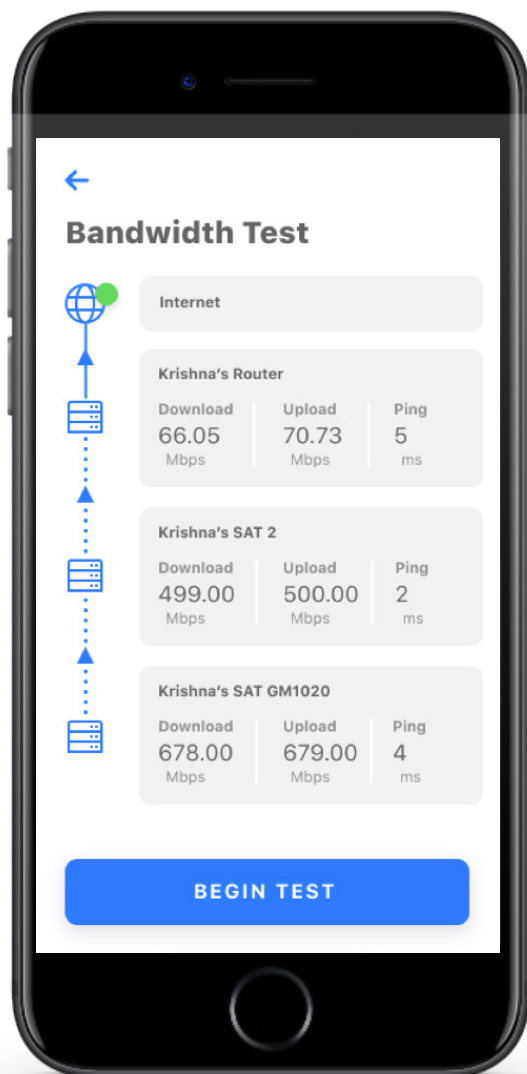 Bandwidth Test
Internet
Krishna's Router
Download Upload Ping
66.05 70.73 5
Mbps Mbps ms
Krishna's SAT 2
Download Upload Ping
499.00 500.00 2
Mbps Mbps ms
Krishna's SAT GM1020
Download Upload Ping
678.00 679.00 4
Mbps Mbps ms
BEGIN TEST